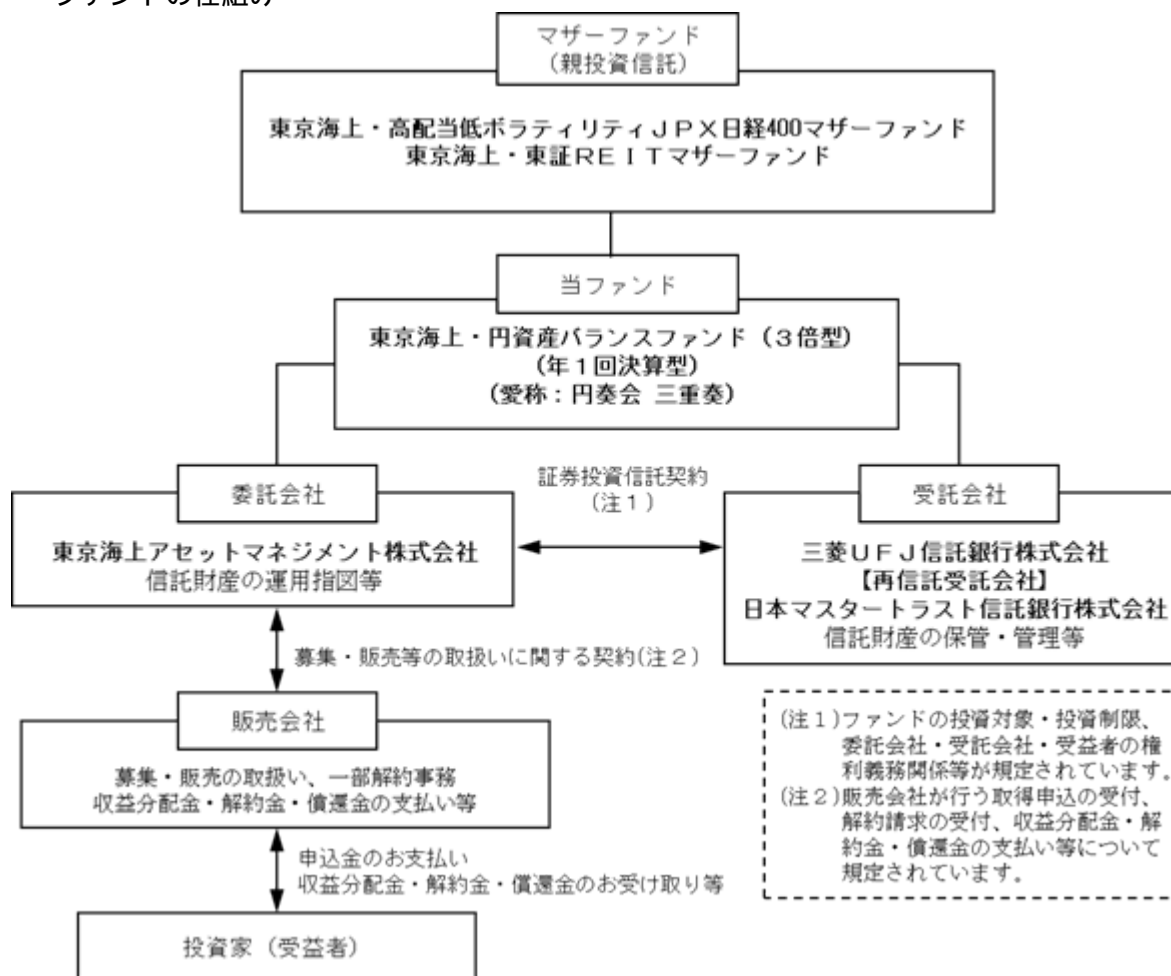 ファンドの仕組み
マザーファンド
(親投資信託)
東京海上・高配当低ボラティリティＪＰＸ日経400マザーファンド
東京海上・東証ＲＥＩＴマザーファンド
当ファンド
東京海上・円資産バランスファンド（３倍型）
(年１回決算型)
(愛称：円奏会 三重奏)
委託会社
東京海上アセットマネジメント株式会社
信託財産の運用指図等
証券投資信託契約
(注１)
受託会社
三菱ＵＦＪ信託銀行株式会社
【再信託受託会社】
日本マスタートラスト信託銀行株式会社
信託財産の保管・管理等
募集・販売等の取扱いに関する契約(注２)
販売会社
募集・販売の取扱い、一部解約事務
収益分配金・解約金・償還金の支払い等
申込金のお支払い
収益分配金・解約金・償還金のお受け取り等
投資家（受益者）
(注１)ファンドの投資対象・投資制限、
委託会社・受託会社・受益者の権
利義務関係等が規定されています。
(注２)販売会社が行う取得申込の受付、
解約請求の受付、収益分配金・解
約金・償還金の支払い等について
規定されています。